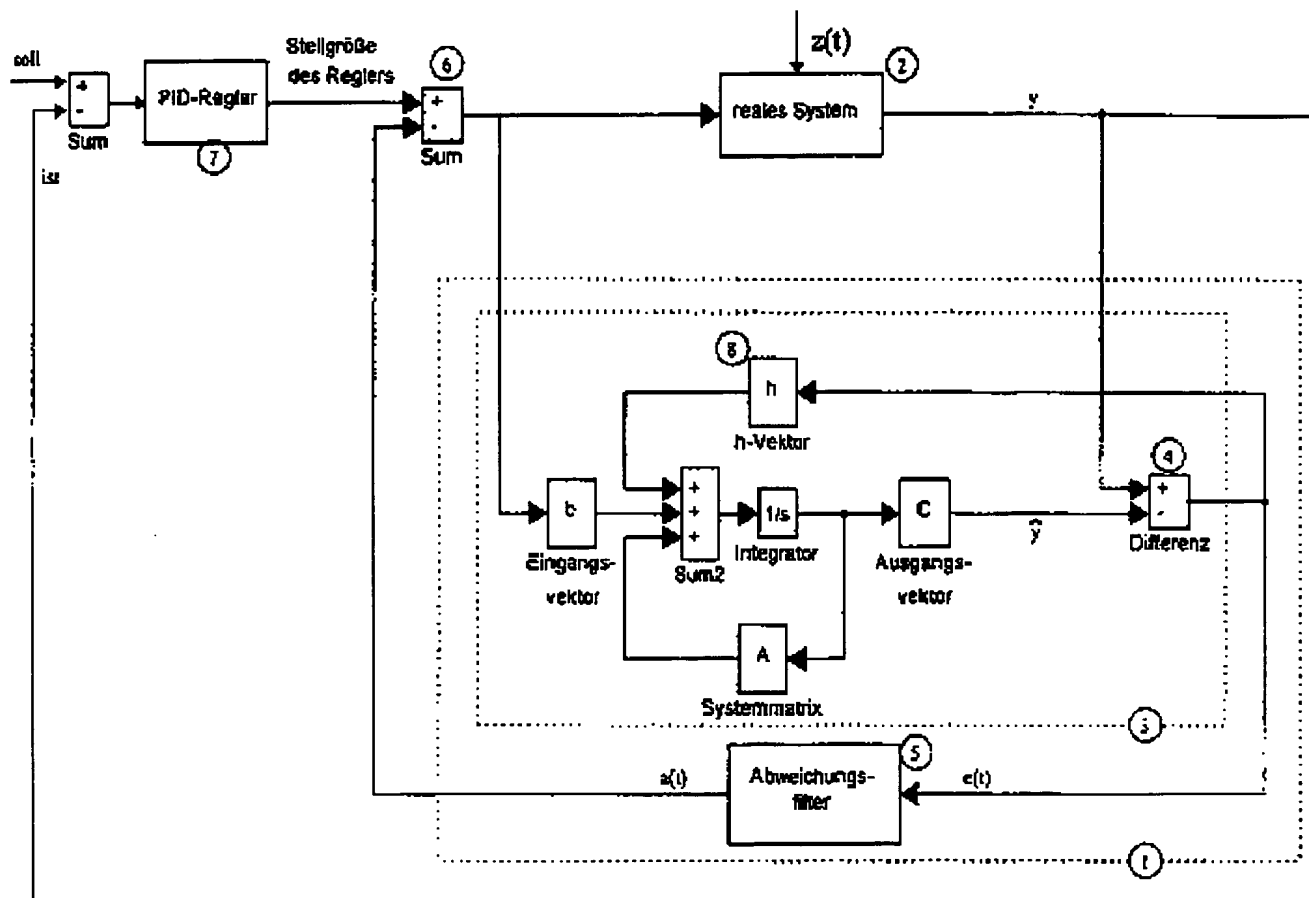 soll
+
-
Sum
ist
PID-Regler
7
Stellgröße
des Reglers
6
+
-
Sum
z(t)
2
reales System
y
8
h
h-Vektor
b
Eingangs-
vektor
+
+
+
Sum2
1/s
Integrator
C
Ausgangs-
vektor
ŷ
4
+
-
Differenz
A
Systemmatrix
3
5
Abweichungs-
filter
a(t)
e(t)
1